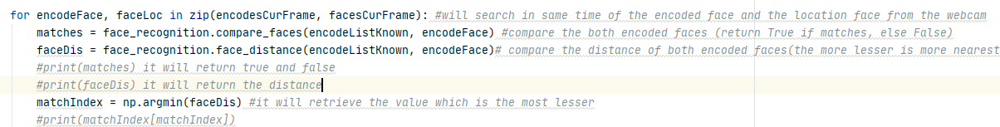 for encodeFace, faceLoc in zip(encodesCurFrame, facesCurFrame): #will search in same time of the encoded face and the location face from the webcam
matches = face_recognition.compare_faces(encodeListKnown, encodeFace) #compare the both encoded faces (return True if matches, else False)
faceDis = face_recognition.face_distance(encodeListKnown, encodeFace)# compare the distance of both encoded faces(the more lesser is more nearest
#print(matches) it will return true and false
#print(faceDis) it will return the distance
matchIndex = np.argmin(faceDis) #it will retrieve the value which is the most lesser
#print(matchIndex[matchIndex])